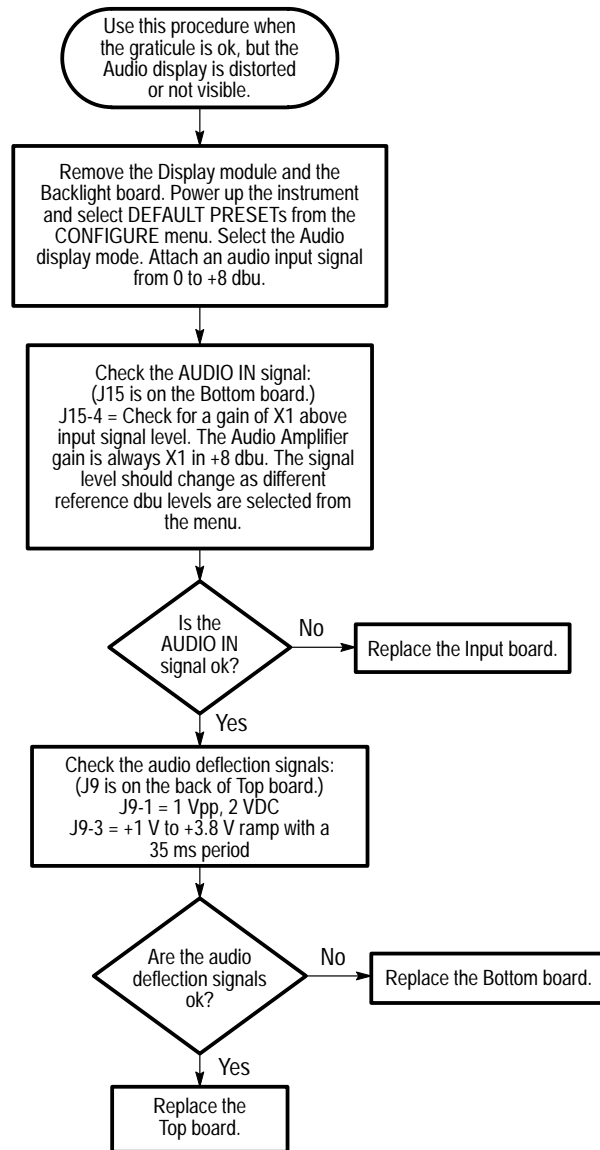 Use this procedure when
the graticule is ok, but the
Audio display is distorted
or not visible.
Remove the Display module and the
Backlight board. Power up the instrument
and select DEFAULT PRESETs from the
CONFIGURE menu. Select the Audio
display mode. Attach an audio input signal
from 0 to +8 dbu.
Check the AUDIO IN signal:
(J15 is on the Bottom board.)
J15-4 = Check for a gain of X1 above
input signal level. The Audio Amplifier
gain is always X1 in +8 dbu. The signal
level should change as different
reference dbu levels are selected from
the menu.
Is the
AUDIO IN
signal ok?
No
Replace the Input board.
Yes
Check the audio deflection signals:
(J9 is on the back of Top board.)
J9-1 = 1 Vpp, 2 VDC
J9-3 = +1 V to +3.8 V ramp with a
35 ms period
Are the audio
deflection signals
ok?
No
Replace the Bottom board.
Yes
Replace the
Top board.